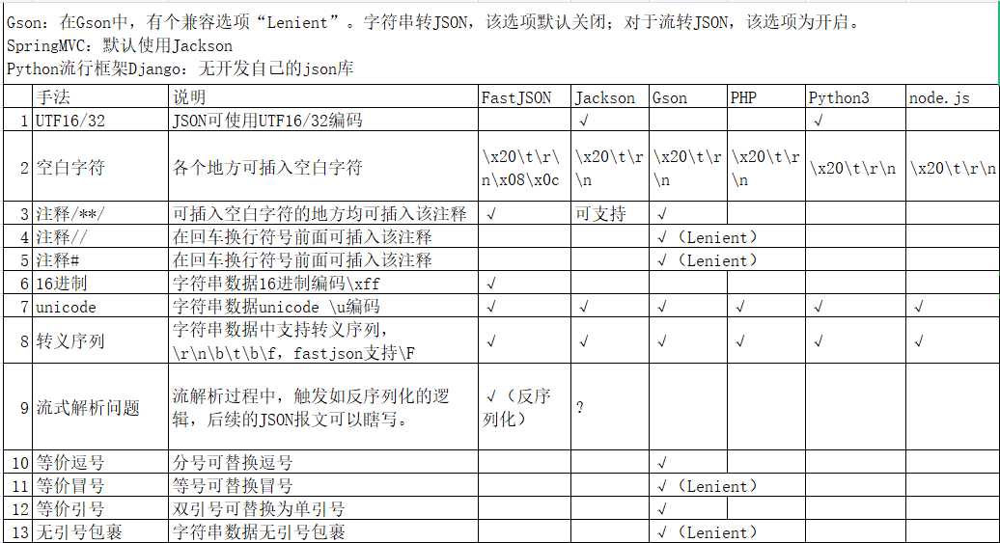 Gson：在Gson中，有个兼容选项“Lenient”。字符串转JSON，该选项默认关闭；对于流转JSON，该选项为开启。
SpringMVC：默认使用Jackson
Python流行框架Django：无开发自己的json库
手法 说明 FastJSON Jackson Gson PHP Python3 node.js
1 UTF16/32 JSON可使用UTF16/32编码 √ √
2 空白字符 各个地方可插入空白字符 \x20\t\r\n\x08\x0c \x20\t\r\n \x20\t\r\n \x20\t\r\n \x20\t\r\n \x20\t\r\n
3 注释/**/ 可插入空白字符的地方均可插入该注释 √ 可支持 √
4 注释// 在回车换行符号前面可插入该注释 √（Lenient）
5 注释# 在回车换行符号前面可插入该注释 √（Lenient）
6 16进制 字符串数据16进制编码\xff √
7 unicode 字符串数据unicode \u编码 √ √ √ √ √ √
8 转义序列 字符串数据中支持转义序列，
\r\n\b\t\b\f，fastjson支持\F √ √ √ √ √ √
9 流式解析问题 流解析过程中，触发如反序列化的逻
辑，后续的JSON报文可以瞎写。 √（反序
列化） ?
10 等价逗号 分号可替换逗号 √
11 等价冒号 等号可替换冒号 √（Lenient）
12 等价引号 双引号可替换为单引号 √
13 无引号包裹 字符串数据无引号包裹 √（Lenient）